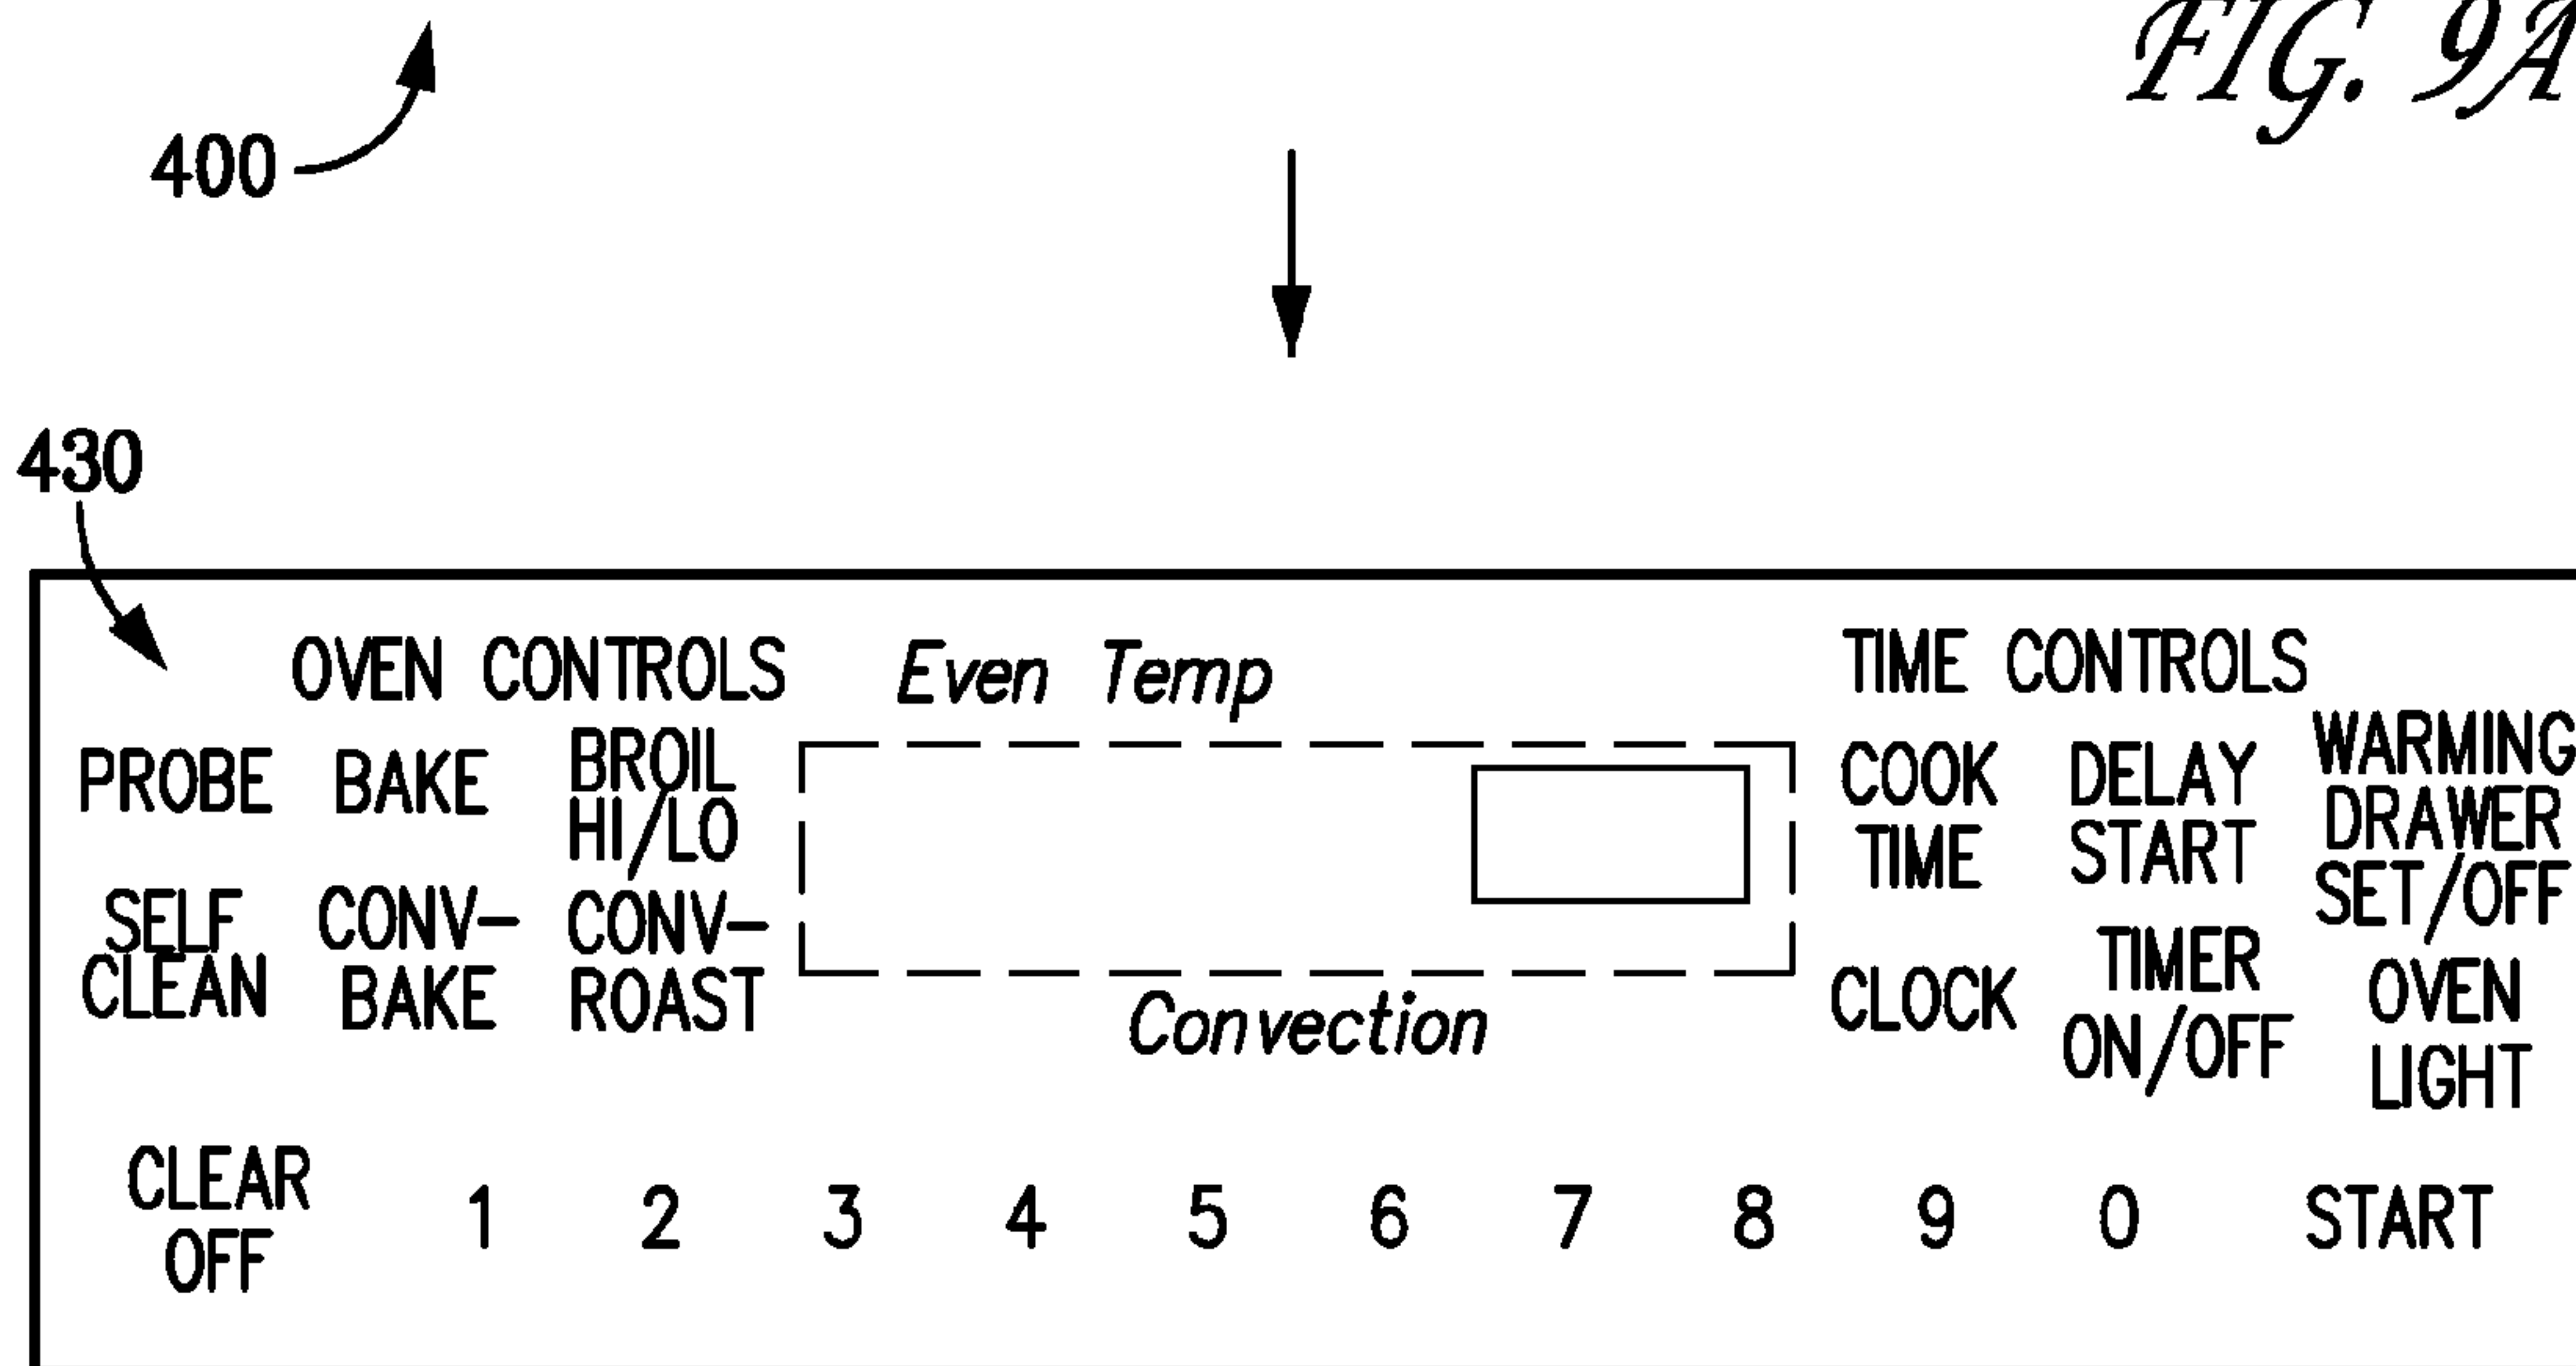 FIG. 9A
400
430
OVEN CONTROLS Even Temp TIME CONTROLS
PROBE BAKE BROIL HI/LO COOK TIME DELAY START WARMING DRAWER SET/OFF
SELF CLEAN CONV-BAKE CONV-ROAST Convection CLOCK TIMER ON/OFF OVEN LIGHT
CLEAR OFF 1 2 3 4 5 6 7 8 9 0 START